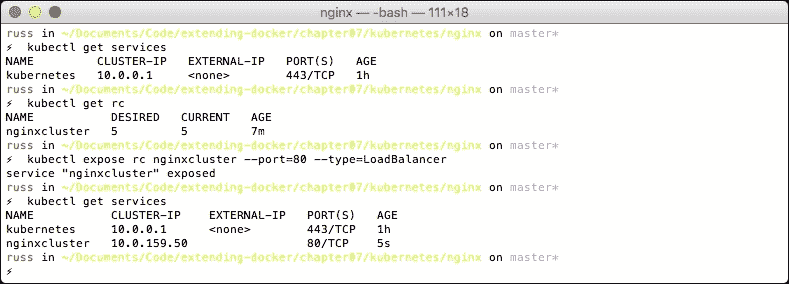 nginx — -bash — 111×18
russ in ~/Documents/Code/extending-docker/chapter07/kubernetes/nginx on master*
⚡ kubectl get services
NAME CLUSTER-IP EXTERNAL-IP PORT(S) AGE
kubernetes 10.0.0.1 <none> 443/TCP 1h
russ in ~/Documents/Code/extending-docker/chapter07/kubernetes/nginx on master*
⚡ kubectl get rc
NAME DESIRED CURRENT AGE
nginxcluster 5 5 7m
russ in ~/Documents/Code/extending-docker/chapter07/kubernetes/nginx on master*
⚡ kubectl expose rc nginxcluster --port=80 --type=LoadBalancer
service "nginxcluster" exposed
russ in ~/Documents/Code/extending-docker/chapter07/kubernetes/nginx on master*
⚡ kubectl get services
NAME CLUSTER-IP EXTERNAL-IP PORT(S) AGE
kubernetes 10.0.0.1 <none> 443/TCP 1h
nginxcluster 10.0.159.50 80/TCP 5s
russ in ~/Documents/Code/extending-docker/chapter07/kubernetes/nginx on master*
⚡